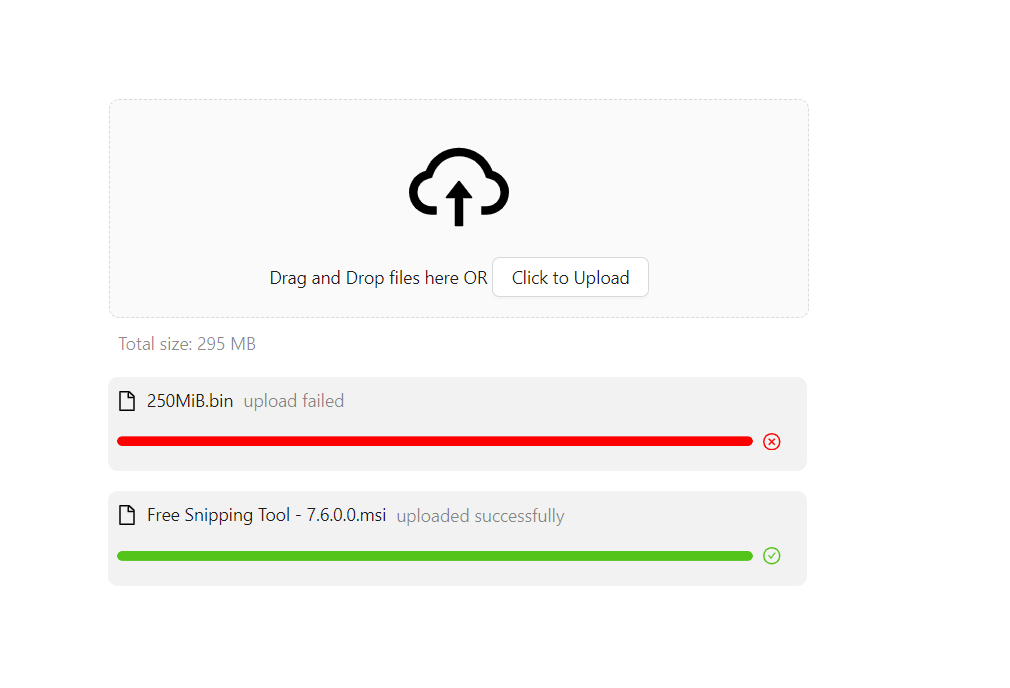 Drag and Drop files here OR Click to Upload
Total size: 295 MB
250MiB.bin upload failed
Free Snipping Tool - 7.6.0.0.msi uploaded successfully